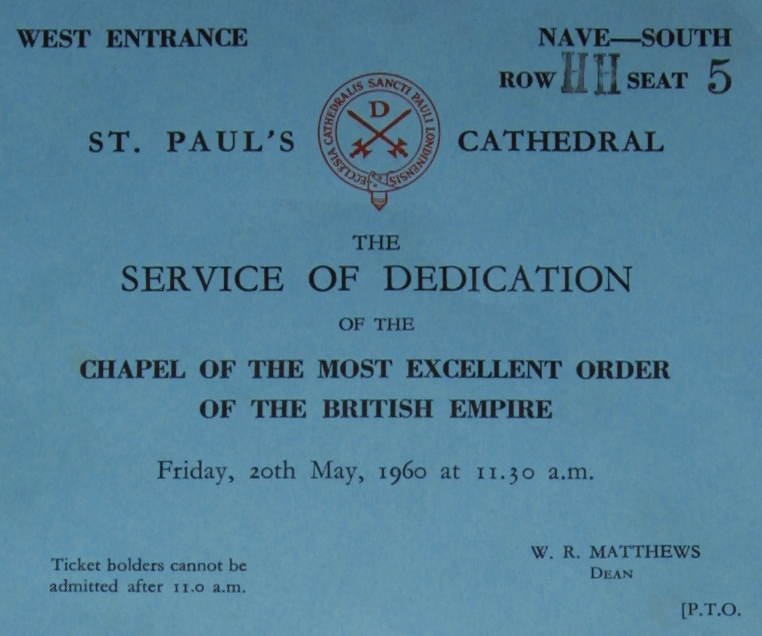 WEST ENTRANCE
NAVE—SOUTH
ROW HH SEAT 5
ECCLESIA CATHEDRALIS SANCTI PAULI LONDINENSIS
D
ST. PAUL'S CATHEDRAL
THE
SERVICE OF DEDICATION
OF THE
CHAPEL OF THE MOST EXCELLENT ORDER
OF THE BRITISH EMPIRE
Friday, 20th May, 1960 at 11.30 a.m.
Ticket holders cannot be
admitted after 11.0 a.m.
W. R. MATTHEWS
DEAN
[P.T.O.